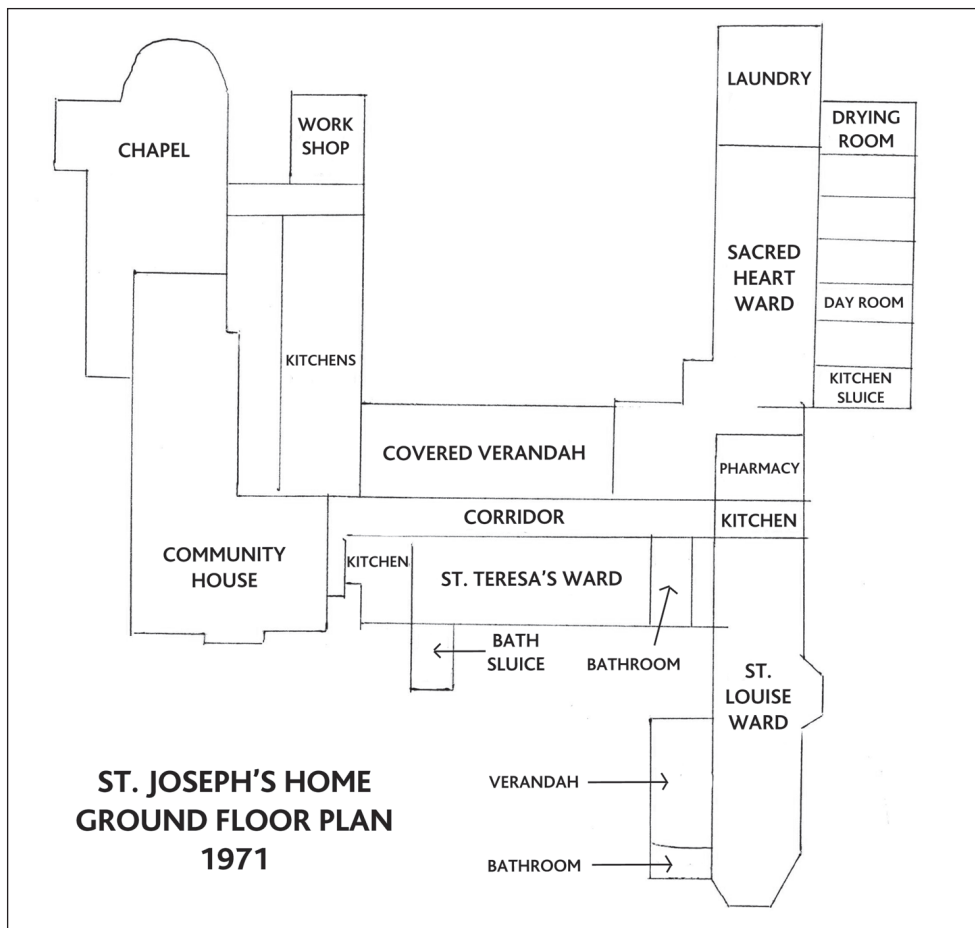 LAUNDRY
DRYING
ROOM
WORK
SHOP
CHAPEL
SACRED
HEART
WARD
DAY ROOM
KITCHENS
KITCHEN
SLUICE
COVERED VERANDAH
PHARMACY
CORRIDOR
KITCHEN
COMMUNITY
HOUSE
KITCHEN
ST. TERESA'S WARD
BATH
SLUICE
BATHROOM
ST.
LOUISE
WARD
VERANDAH
BATHROOM
ST. JOSEPH'S HOME
GROUND FLOOR PLAN
1971